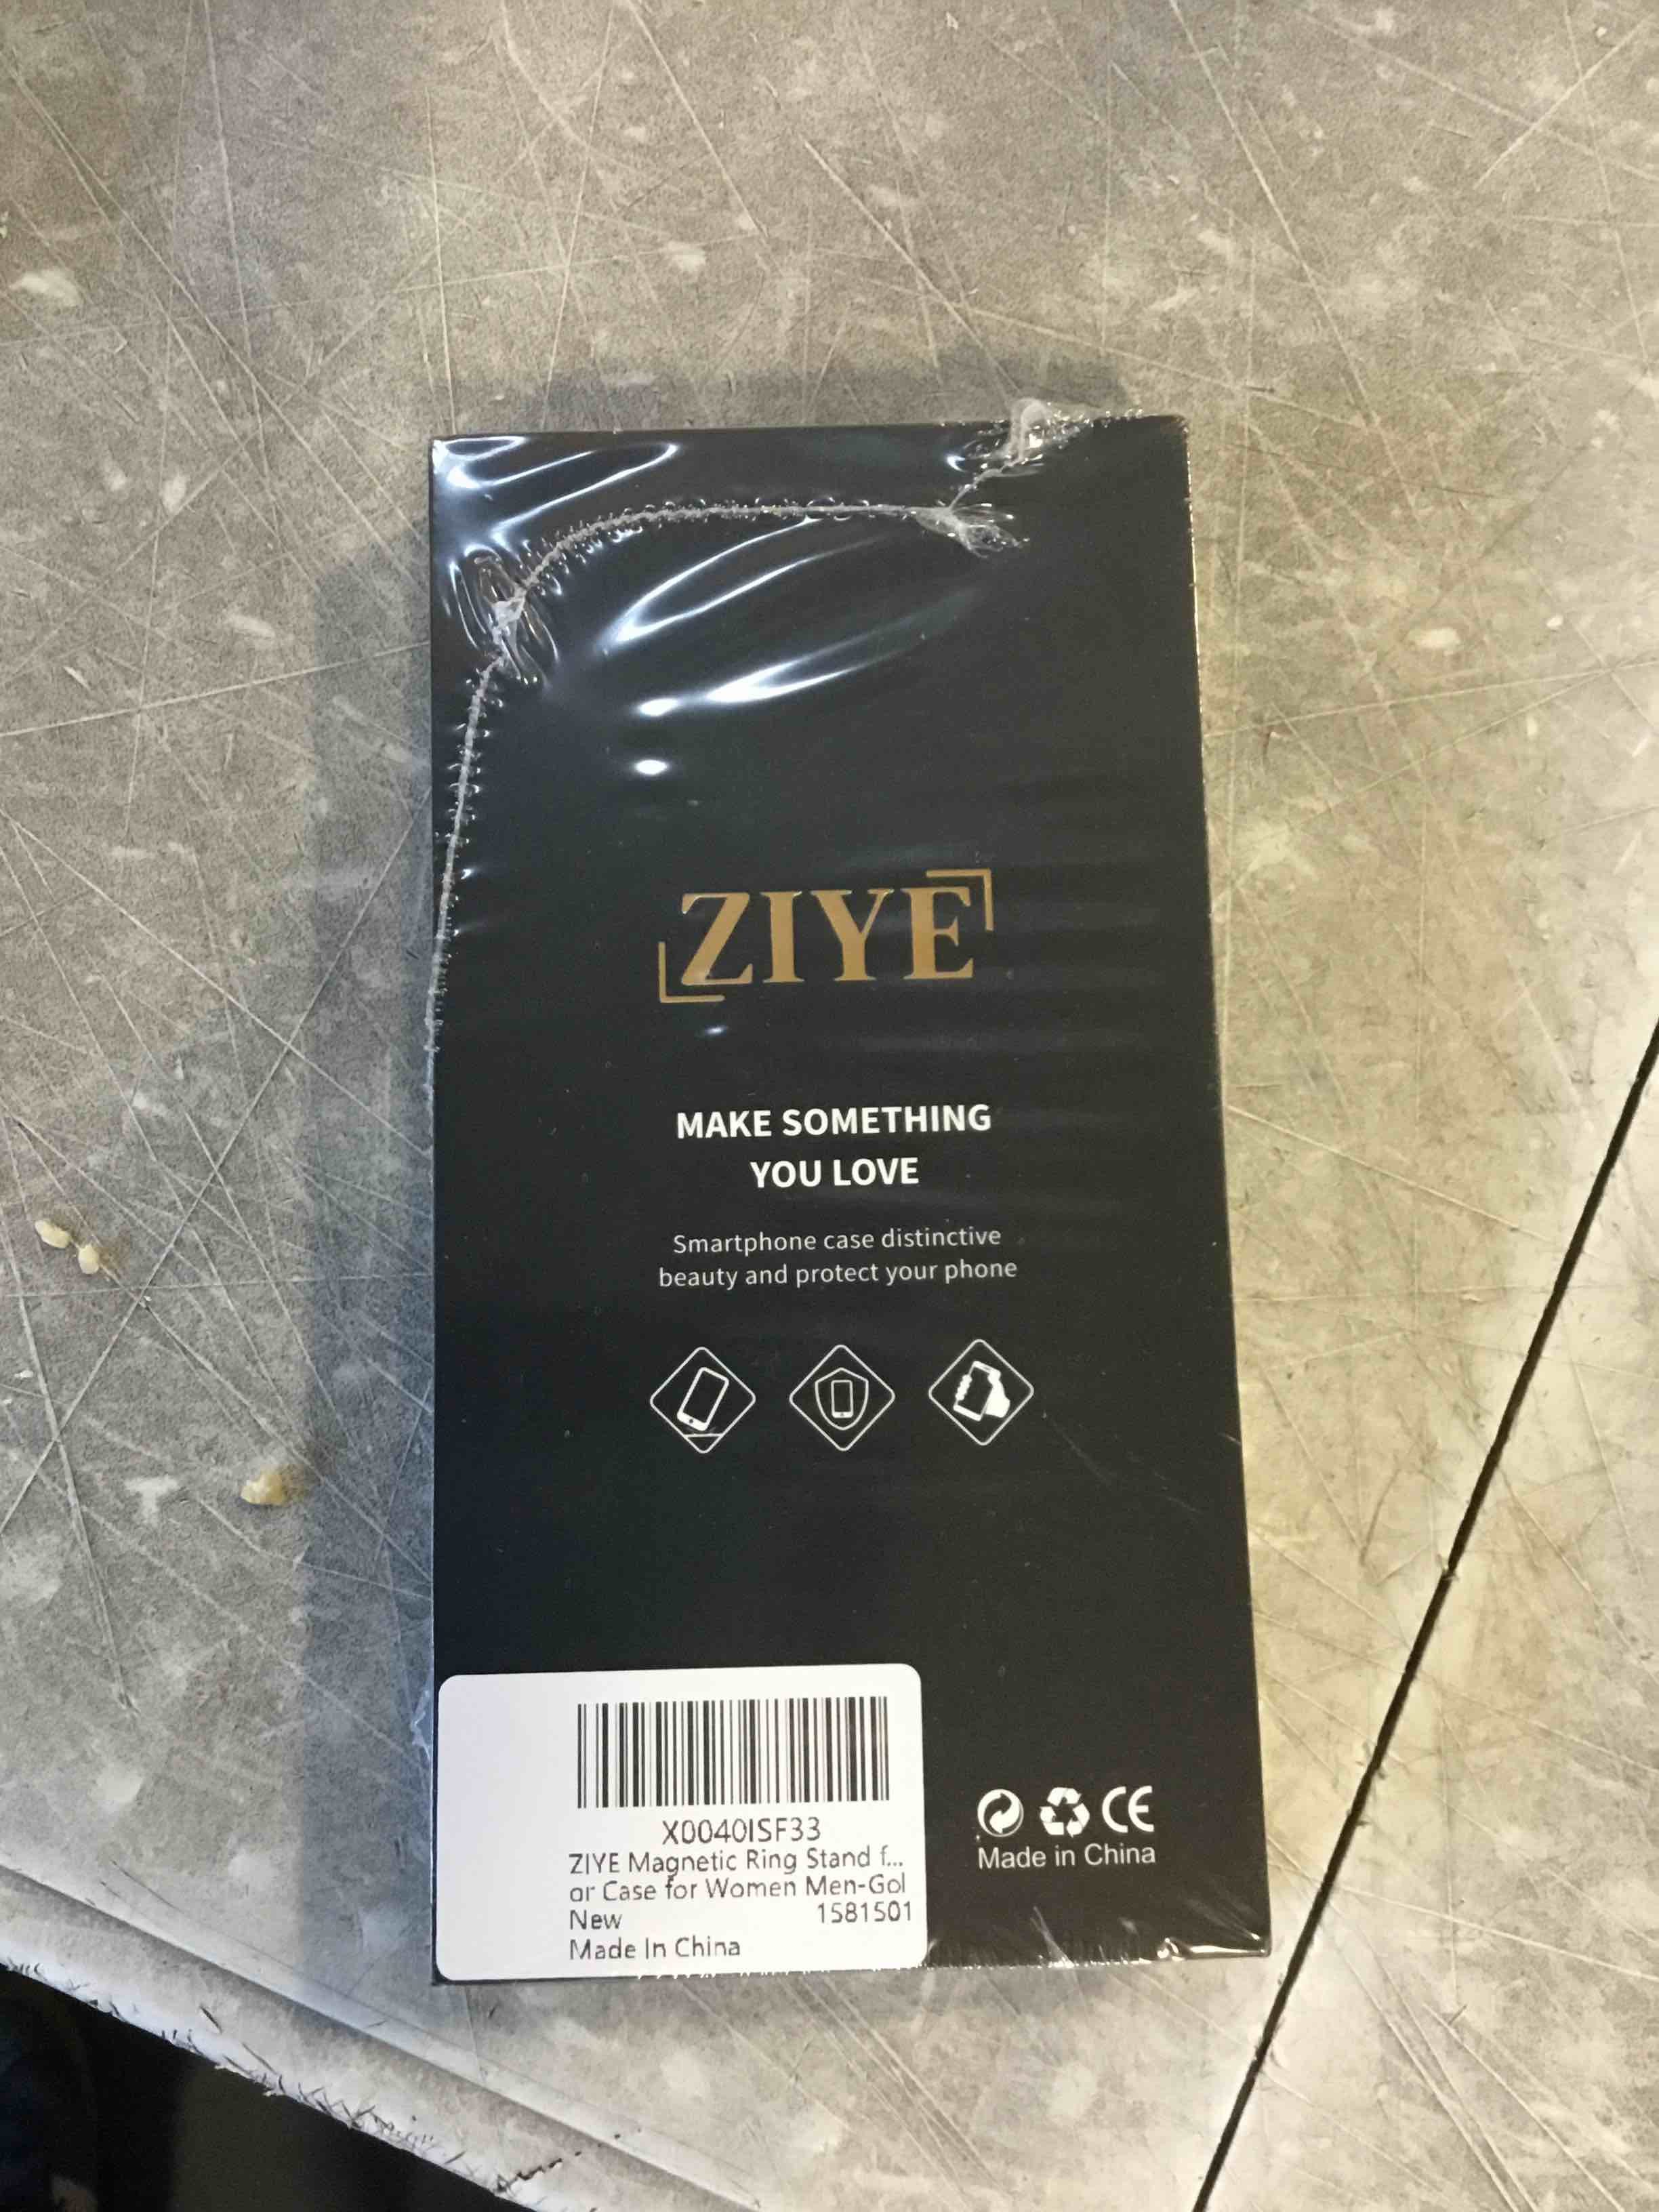 ZIYE
MAKE SOMETHING
YOU LOVE
Smartphone case distinctive
beauty and protect your phone
X0040ISF33
ZIYE Magnetic Ring Stand f...
or Case for Women Men-Gol
New 1581501
Made In China
CE
Made in China